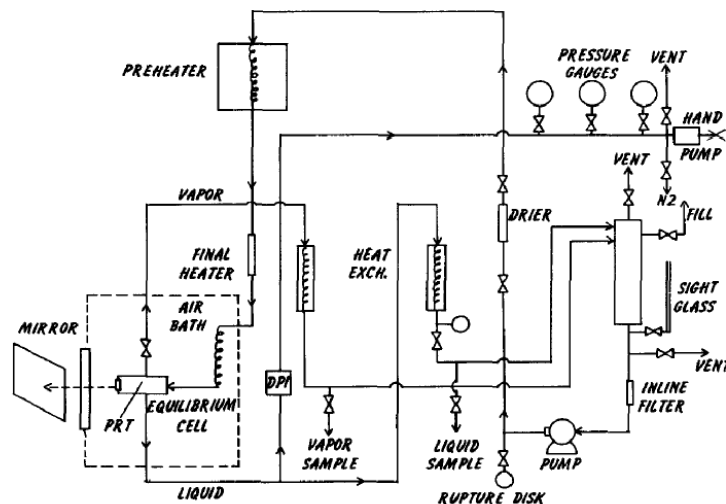 PREHEATER
PRESSURE
GAUGES
VENT
HAND
PUMP
VENT
N2
FILL
VAPOR
DRIER
FINAL
HEATER
HEAT
EXCH.
SIGHT
GLASS
AIR
BATH
MIRROR
DPI
VENT
EQUILIBRIUM
CELL
PRT
INLINE
FILTER
VAPOR
SAMPLE
LIQUID
SAMPLE
PUMP
LIQUID
RUPTURE DISK